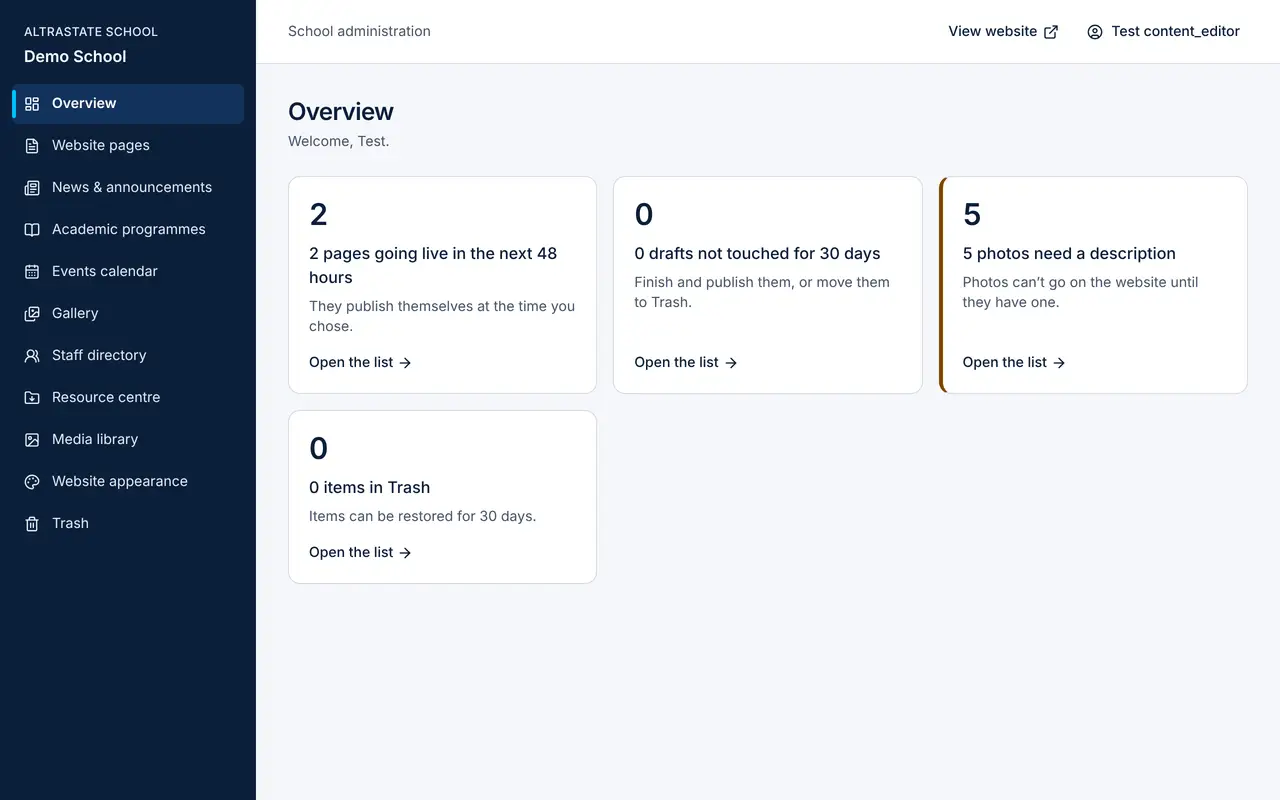 ALTRASTATE SCHOOL
Demo School
Overview
Website pages
News & announcements
Academic programmes
Events calendar
Gallery
Staff directory
Resource centre
Media library
Website appearance
Trash
School administration
View website
Test content_editor
Overview
Welcome, Test.
2
2 pages going live in the next 48
hours
They publish themselves at the time you
chose.
Open the list
0
0 drafts not touched for 30 days
Finish and publish them, or move them
to Trash.
Open the list
5
5 photos need a description
Photos can’t go on the website until
they have one.
Open the list
0
0 items in Trash
Items can be restored for 30 days.
Open the list